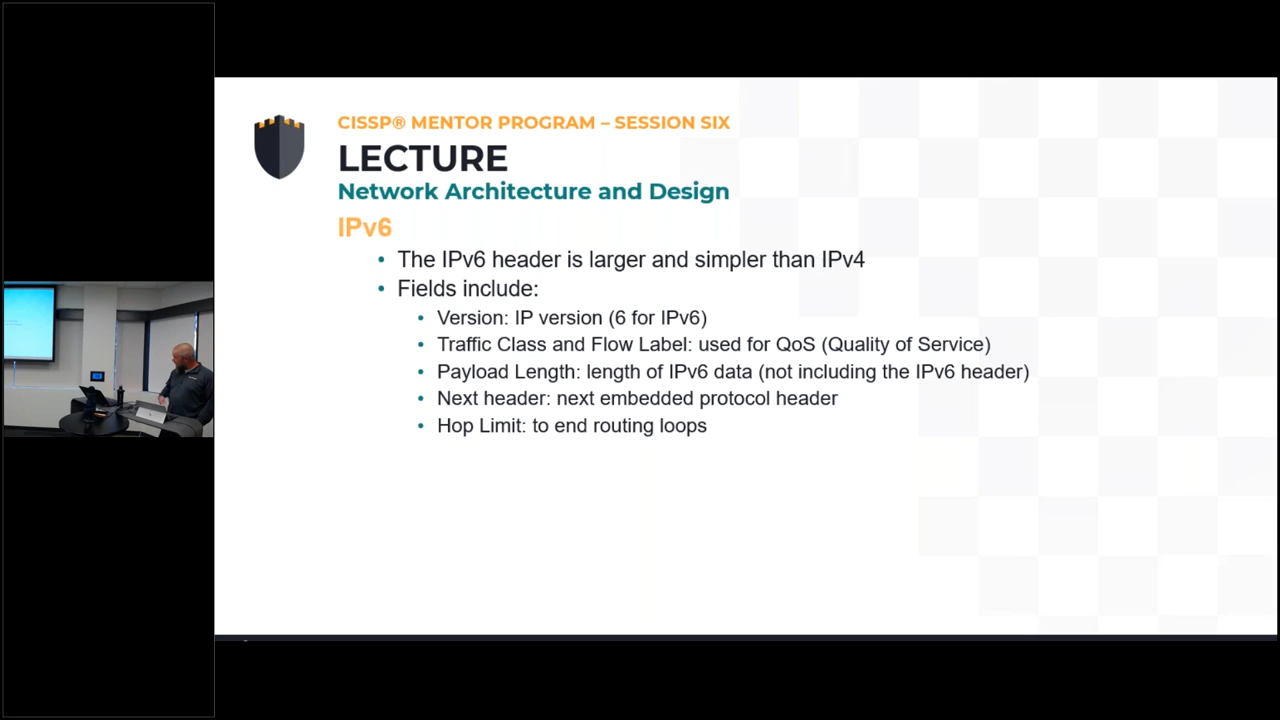 CISSP® MENTOR PROGRAM – SESSION SIX
LECTURE
Network Architecture and Design
IPv6
• The IPv6 header is larger and simpler than IPv4
• Fields include:
• Version: IP version (6 for IPv6)
• Traffic Class and Flow Label: used for QoS (Quality of Service)
• Payload Length: length of IPv6 data (not including the IPv6 header)
• Next header: next embedded protocol header
• Hop Limit: to end routing loops